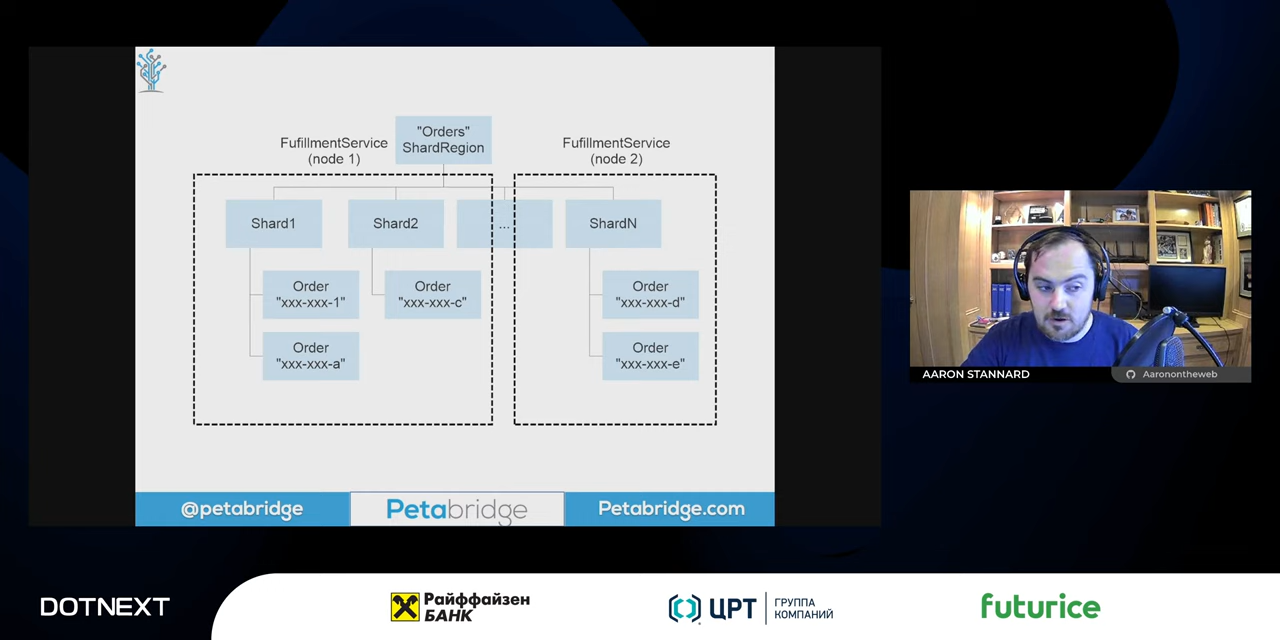 "Orders"
ShardRegion
FufillmentService
(node 1)
FufillmentService
(node 2)
Shard1
Shard2
...
ShardN
Order
"xxx-xxx-1"
Order
"xxx-xxx-c"
Order
"xxx-xxx-d"
Order
"xxx-xxx-a"
Order
"xxx-xxx-e"
@petabridge
Petabridge
Petabridge.com
AARON STANNARD
Aaronontheweb
DOTNEXT
Райффайзен
БАНК
ЦРТ
ГРУППА
КОМПАНИЙ
futurice